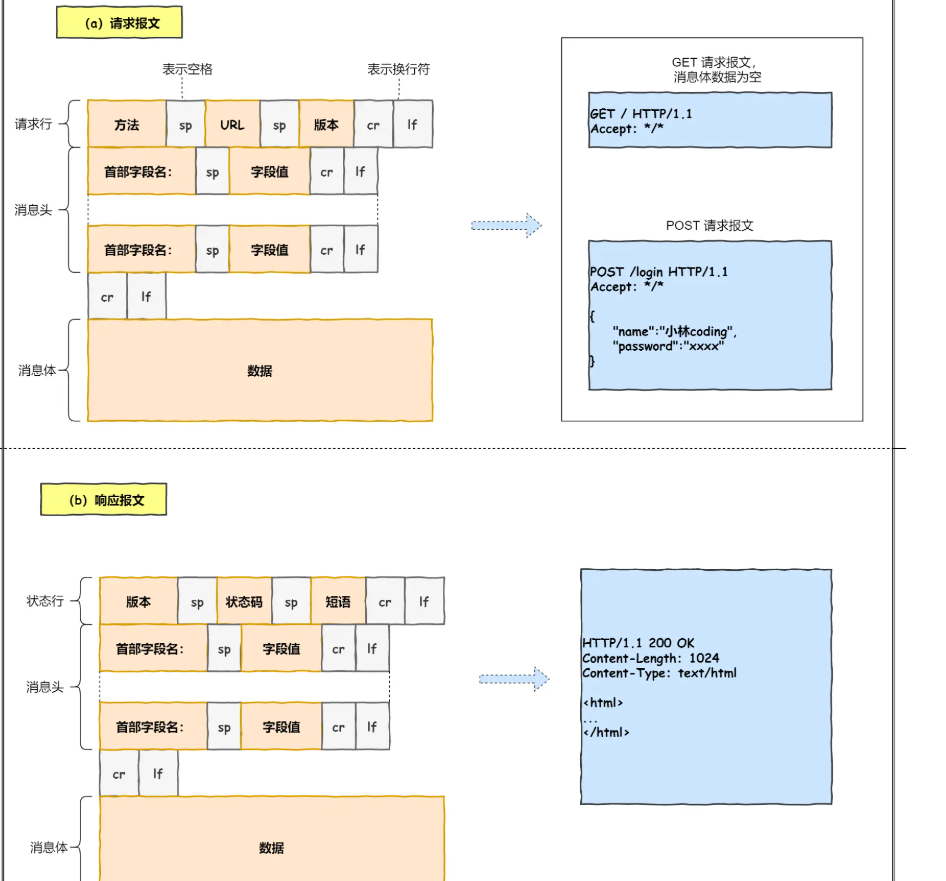 (a) 请求报文
表示空格
表示换行符
请求行
方法 sp URL sp 版本 cr lf
消息头
首部字段名: sp 字段值 cr lf
首部字段名: sp 字段值 cr lf
cr lf
消息体
数据
GET 请求报文,
消息体数据为空
GET / HTTP/1.1
Accept: */*
POST 请求报文
POST /login HTTP/1.1
Accept: */*
{
"name":"小林coding",
"password":"xxxx"
}
(b) 响应报文
状态行
版本 sp 状态码 sp 短语 cr lf
消息头
首部字段名: sp 字段值 cr lf
首部字段名: sp 字段值 cr lf
cr lf
消息体
数据
HTTP/1.1 200 OK
Content-Length: 1024
Content-Type: text/html
<html>
...
</html>